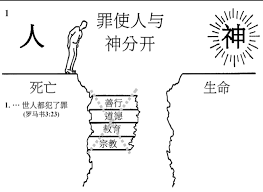 I
罪使人与
神分开
人
神
死亡
生命
1. … 世人都犯了罪
(罗马书3:23)
善行
道德
教育
宗教